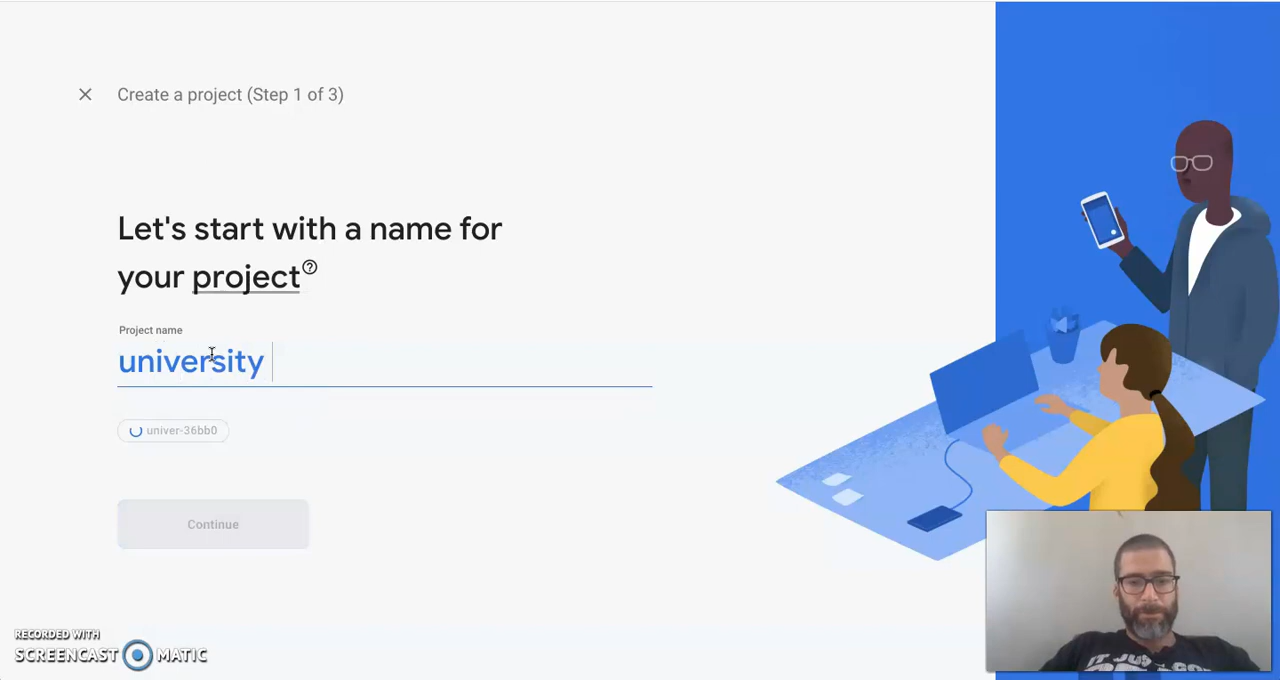 Create a project (Step 1 of 3)
Let's start with a name for
your project
Project name
university
univer-36bb0
Continue
RECORDED WITH
SCREENCAST MATIC